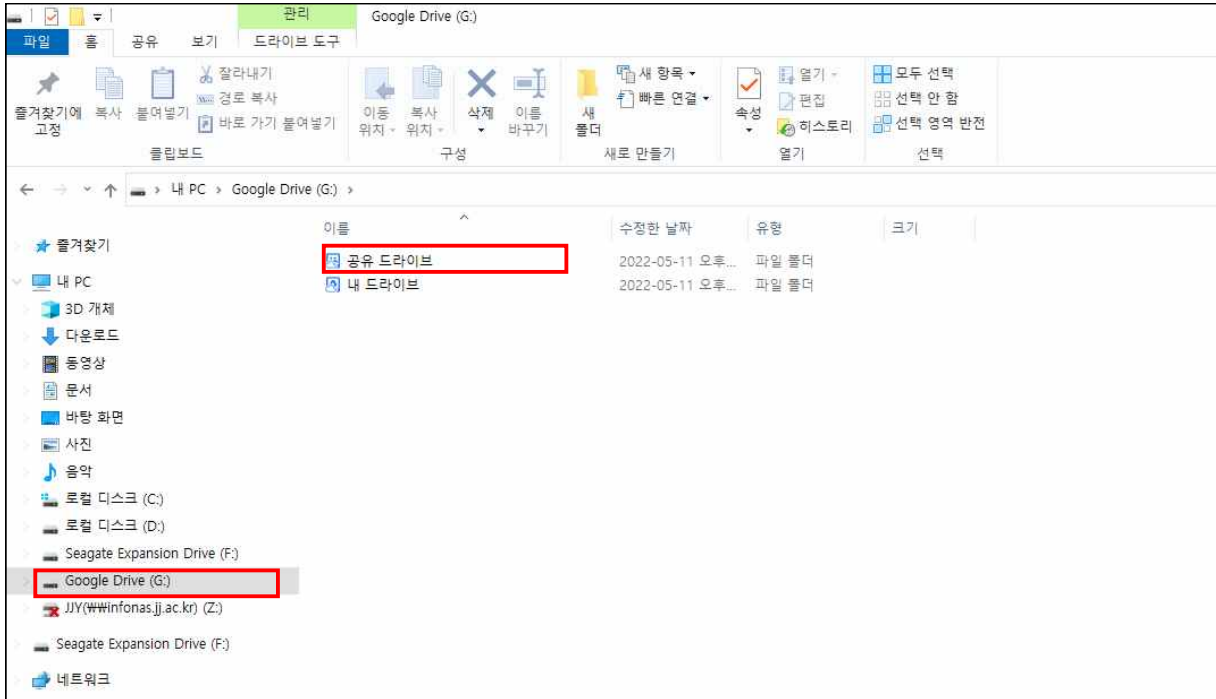 관리
Google Drive (G:)
파일 홈 공유 보기 드라이브 도구
즐겨찾기에 고정
복사
붙여넣기
잘라내기
경로 복사
바로 가기 붙여넣기
클립보드
이동 위치
복사 위치
삭제
이름 바꾸기
구성
새 폴더
새 항목
빠른 연결
새로 만들기
속성
열기
편집
히스토리
열기
모두 선택
선택 안 함
선택 영역 반전
선택
내 PC > Google Drive (G:) >
이름 수정한 날짜 유형 크기
공유 드라이브 2022-05-11 오후... 파일 폴더
내 드라이브 2022-05-11 오후... 파일 폴더
즐겨찾기
내 PC
3D 개체
다운로드
동영상
문서
바탕 화면
사진
음악
로컬 디스크 (C:)
로컬 디스크 (D:)
Seagate Expansion Drive (F:)
Google Drive (G:)
JJY(₩₩infonas.jj.ac.kr) (Z:)
Seagate Expansion Drive (F:)
네트워크